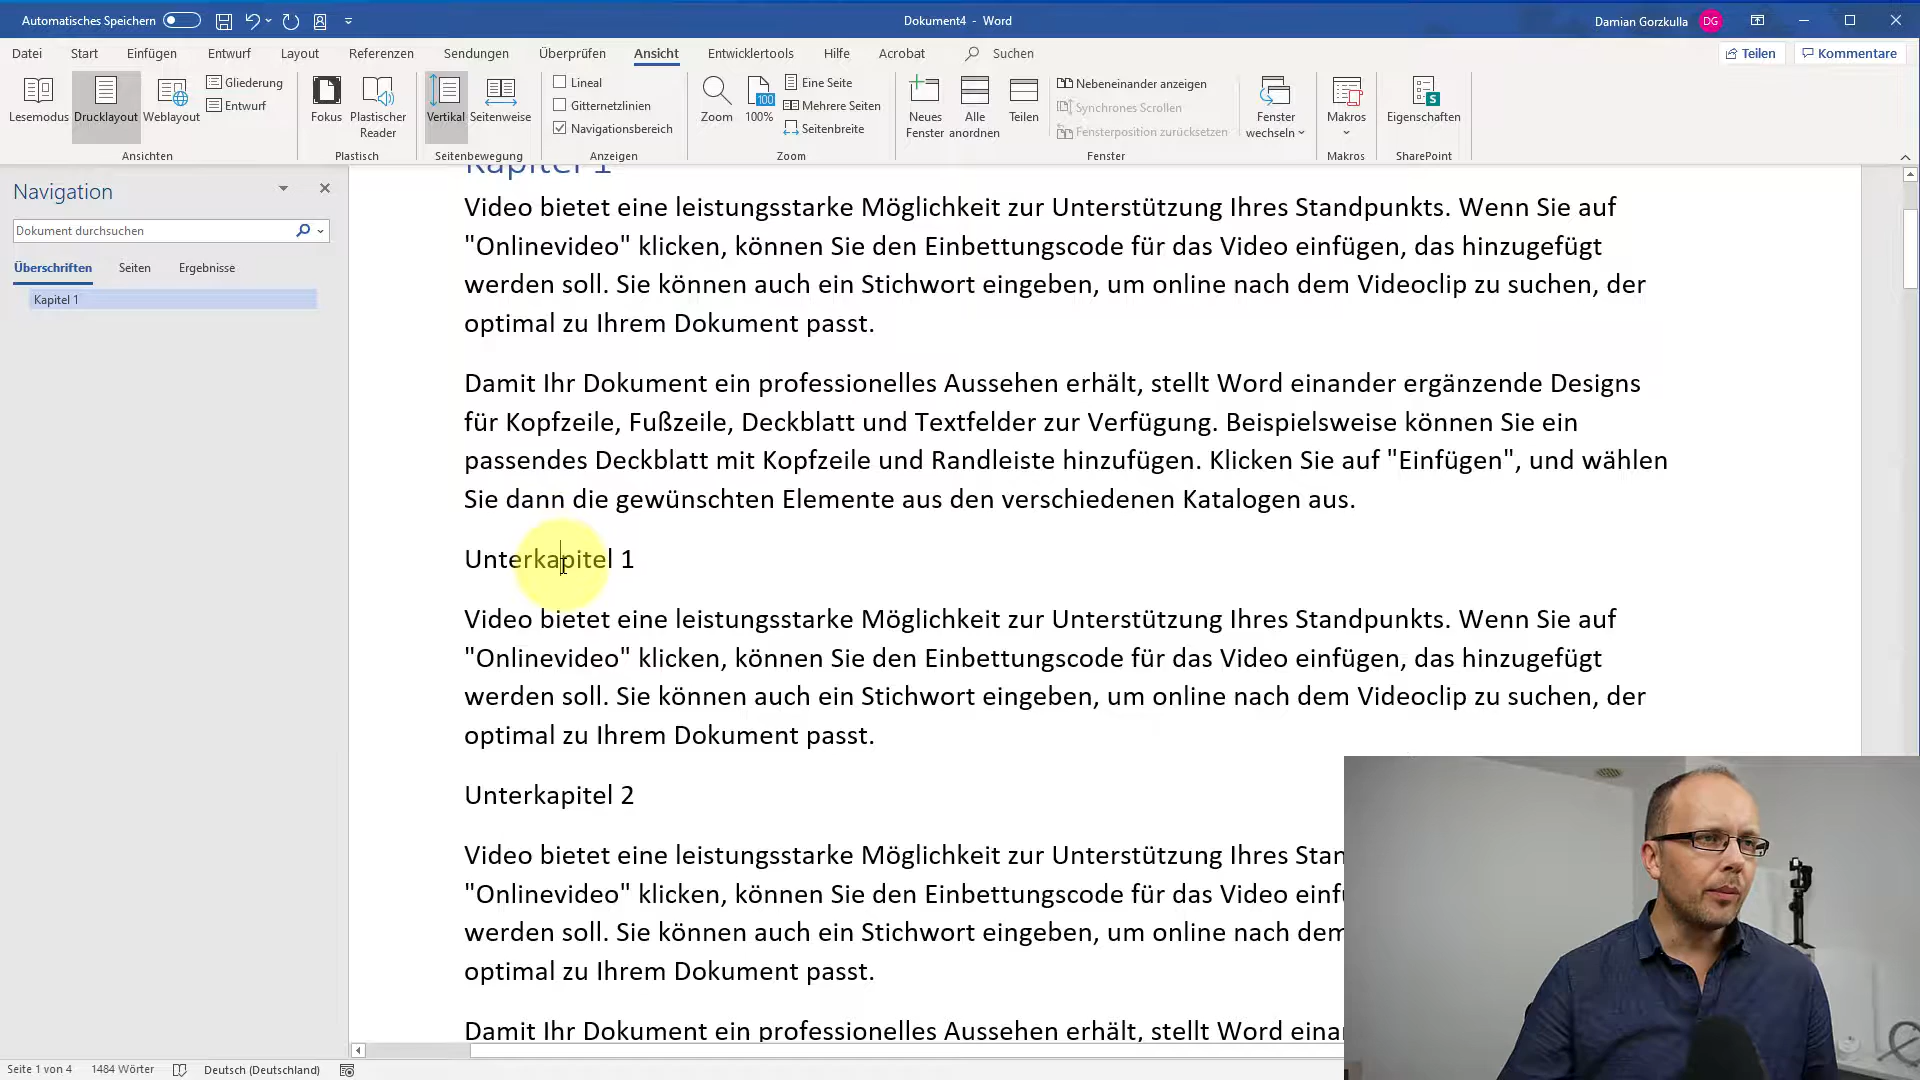 Automatisches Speichern
Dokument4 - Word
Damian Gorzkulla DG
Datei Start Einfügen Entwurf Layout Referenzen Sendungen Überprüfen Ansicht Entwicklertools Hilfe Acrobat Suchen Teilen Kommentare
Lesemodus Drucklayout Weblayout
Gliederung
Entwurf
Ansichten
Fokus Plastischer Reader
Plastisch
Vertikal Seitenweise
Seitenbewegung
Lineal
Gitternetzlinien
Navigationsbereich
Anzeigen
Zoom 100%
100
Eine Seite
Mehrere Seiten
Seitenbreite
Zoom
Neues Fenster
Alle anordnen
Teilen
Nebeneinander anzeigen
Synchrones Scrollen
Fensterposition zurücksetzen
Fenster wechseln
Fenster
Makros
Makros
Eigenschaften
SharePoint
Navigation
Dokument durchsuchen
Überschriften Seiten Ergebnisse
Kapitel 1
Kapitel 1
Video bietet eine leistungsstarke Möglichkeit zur Unterstützung Ihres Standpunkts. Wenn Sie auf
"Onlinevideo" klicken, können Sie den Einbettungscode für das Video einfügen, das hinzugefügt
werden soll. Sie können auch ein Stichwort eingeben, um online nach dem Videoclip zu suchen, der
optimal zu Ihrem Dokument passt.
Damit Ihr Dokument ein professionelles Aussehen erhält, stellt Word einander ergänzende Designs
für Kopfzeile, Fußzeile, Deckblatt und Textfelder zur Verfügung. Beispielsweise können Sie ein
passendes Deckblatt mit Kopfzeile und Randleiste hinzufügen. Klicken Sie auf "Einfügen", und wählen
Sie dann die gewünschten Elemente aus den verschiedenen Katalogen aus.
Unterkapitel 1
Video bietet eine leistungsstarke Möglichkeit zur Unterstützung Ihres Standpunkts. Wenn Sie auf
"Onlinevideo" klicken, können Sie den Einbettungscode für das Video einfügen, das hinzugefügt
werden soll. Sie können auch ein Stichwort eingeben, um online nach dem Videoclip zu suchen, der
optimal zu Ihrem Dokument passt.
Unterkapitel 2
Video bietet eine leistungsstarke Möglichkeit zur Unterstützung Ihres Stan
"Onlinevideo" klicken, können Sie den Einbettungscode für das Video einf
werden soll. Sie können auch ein Stichwort eingeben, um online nach dem
optimal zu Ihrem Dokument passt.
Damit Ihr Dokument ein professionelles Aussehen erhält, stellt Word eina
Seite 1 von 4 1484 Wörter Deutsch (Deutschland)